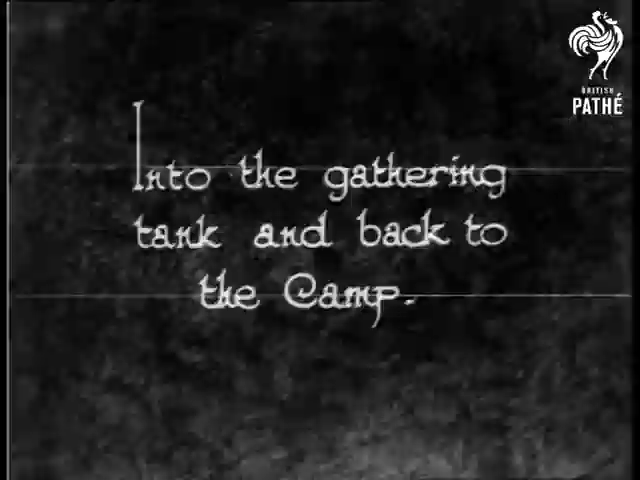 BRITISH
PATHÉ
Into the gathering
tank and back to
the Camp.